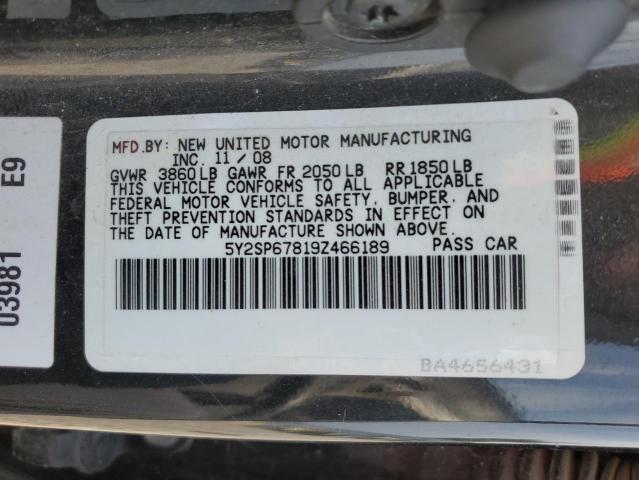 MFD.BY: NEW UNITED MOTOR MANUFACTURING
INC. 11/08
GVWR 3860LB GAWR FR 2050LB RR 1850LB
THIS VEHICLE CONFORMS TO ALL APPLICABLE
FEDERAL MOTOR VEHICLE SAFETY, BUMPER, AND
THEFT PREVENTION STANDARDS IN EFFECT ON
THE DATE OF MANUFACTURE SHOWN ABOVE.
5Y2SP67819Z466189 PASS CAR
BA4656431
03981 E9